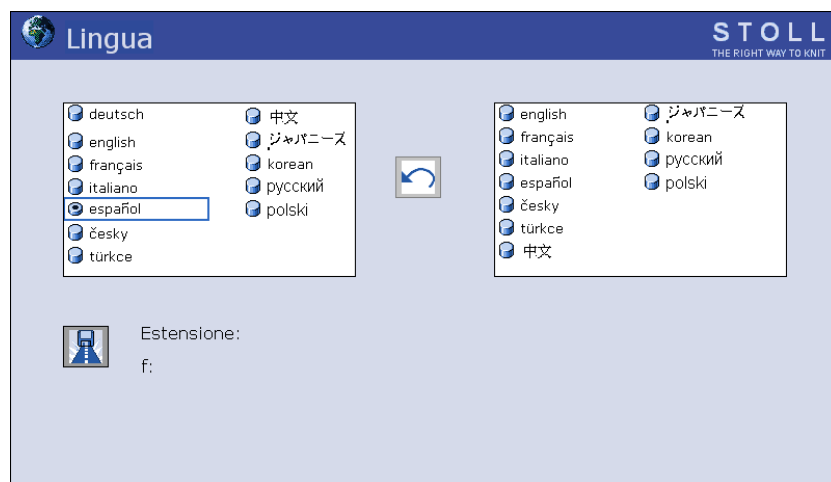 Lingua
STOLL
THE RIGHT WAY TO KNIT
deutsch
english
français
italiano
español
česky
türkce
中文
ジャパニーズ
korean
русский
polski
english
français
italiano
español
česky
türkce
中文
ジャパニーズ
korean
русский
polski
Estensione:
f: